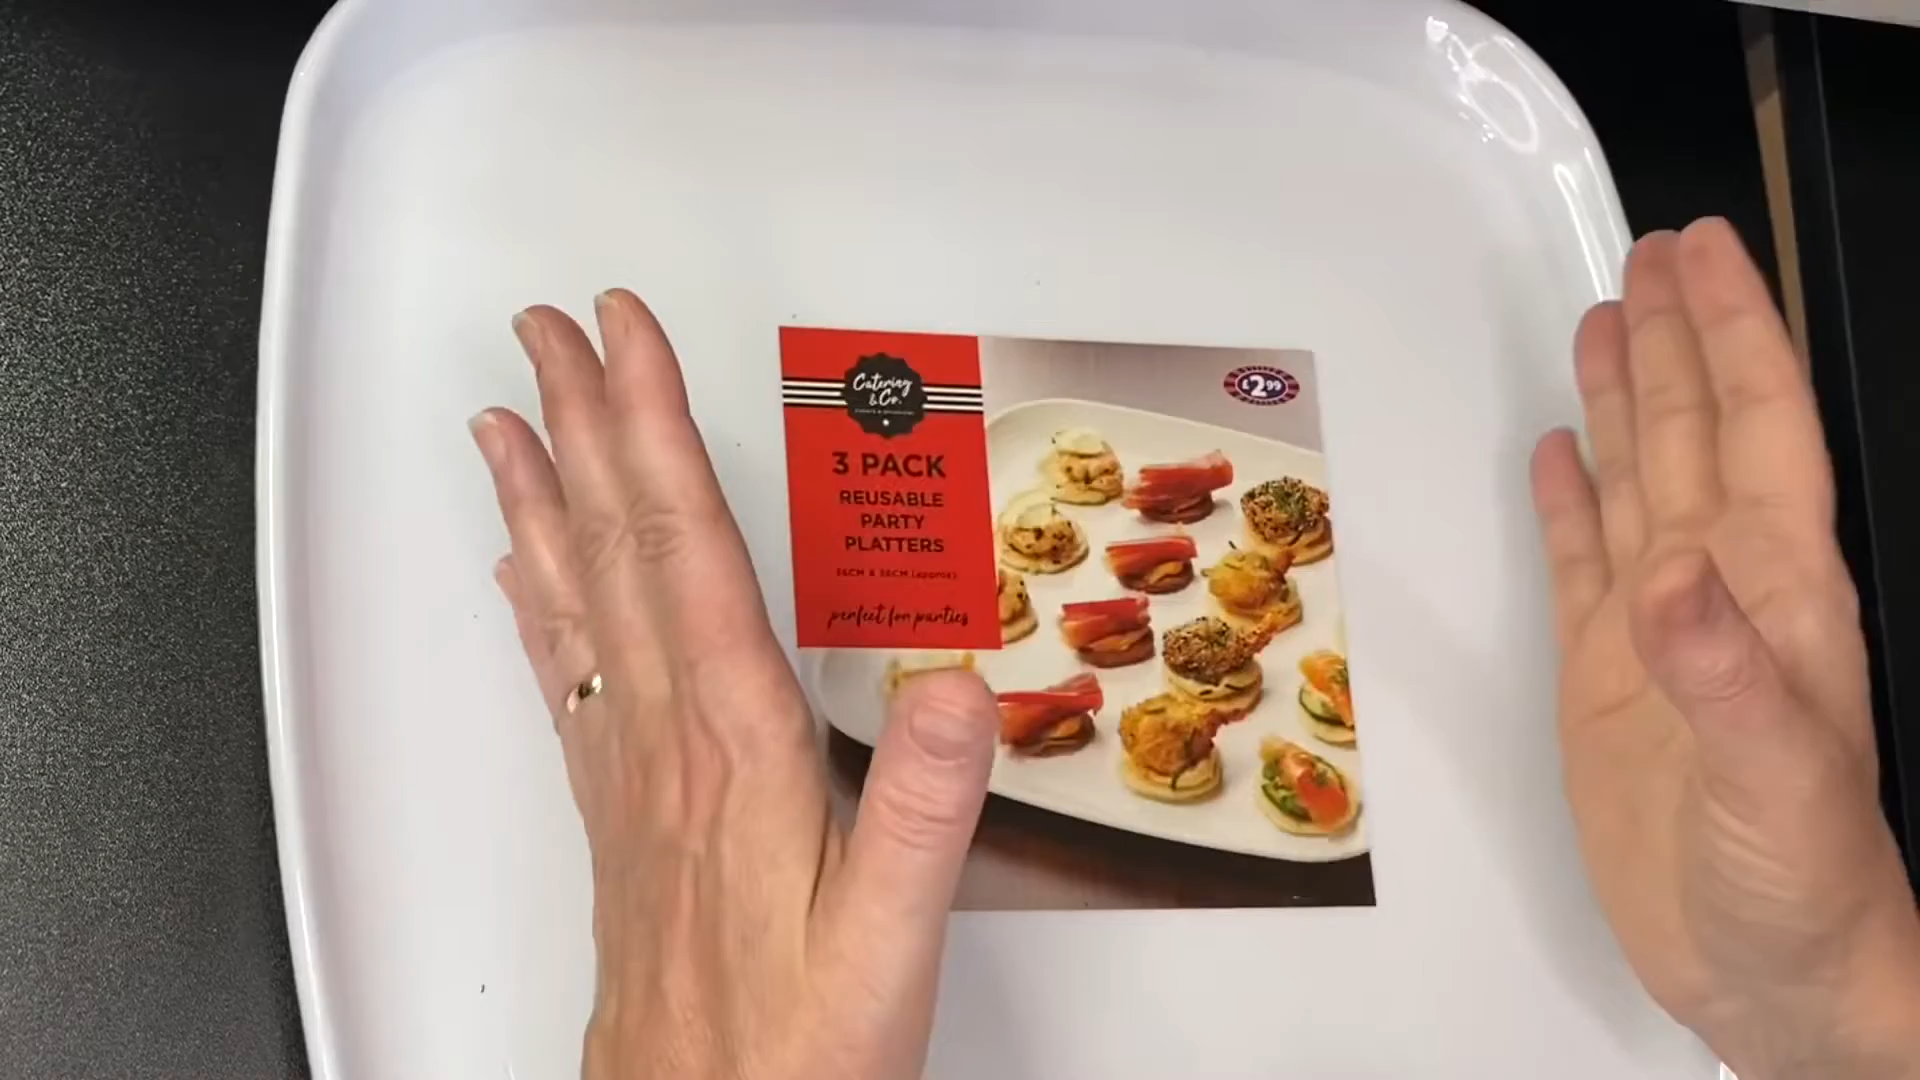 Catering
& Co.
£2.99
3 PACK
REUSABLE
PARTY
PLATTERS
perfect for parties